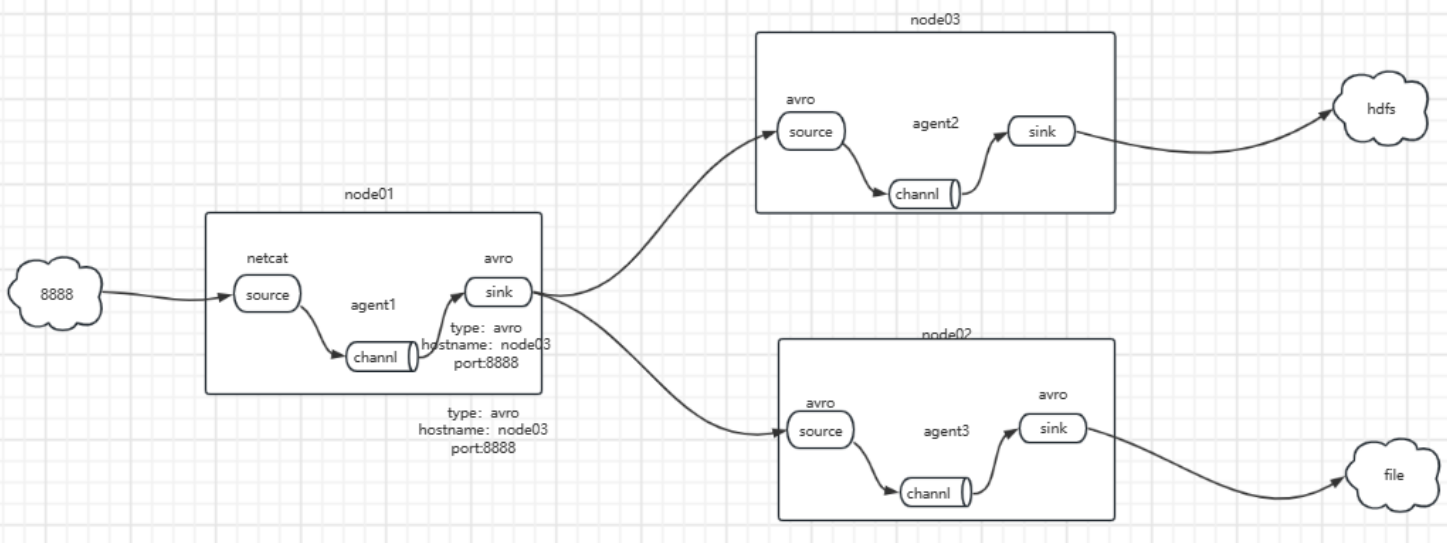 8888
node01
netcat
source
agent1
channl
avro
sink
type: avro
hostname: node03
port:8888
type: avro
hostname: node03
port:8888
node03
avro
source
agent2
channl
sink
hdfs
node02
avro
source
agent3
channl
avro
sink
file